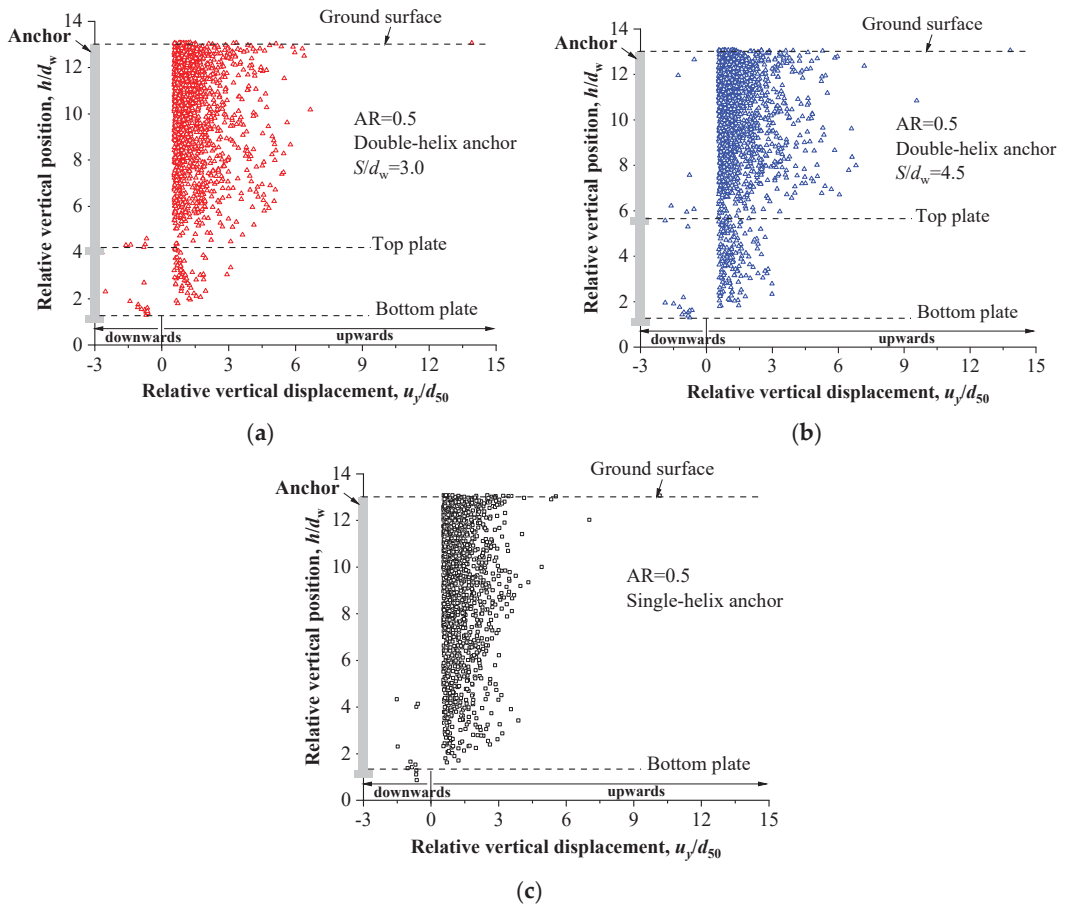 14
Ground surface
Anchor
12
10
8
6
4
2
0
Relative vertical position, h/dw
AR=0.5
Double-helix anchor
S/dw=3.0
Top plate
Bottom plate
downwards
upwards
-3
0
3
6
9
12
15
Relative vertical displacement, uy/d50
(a)
14
Ground surface
Anchor
12
10
8
6
4
2
0
Relative vertical position, h/dw
AR=0.5
Double-helix anchor
S/dw=4.5
Top plate
Bottom plate
downwards
upwards
-3
0
3
6
9
12
15
Relative vertical displacement, uy/d50
(b)
14
Ground surface
Anchor
12
10
8
6
4
2
0
Relative vertical position, h/dw
AR=0.5
Single-helix anchor
Bottom plate
downwards
upwards
-3
0
3
6
9
12
15
Relative vertical displacement, uy/d50
(c)